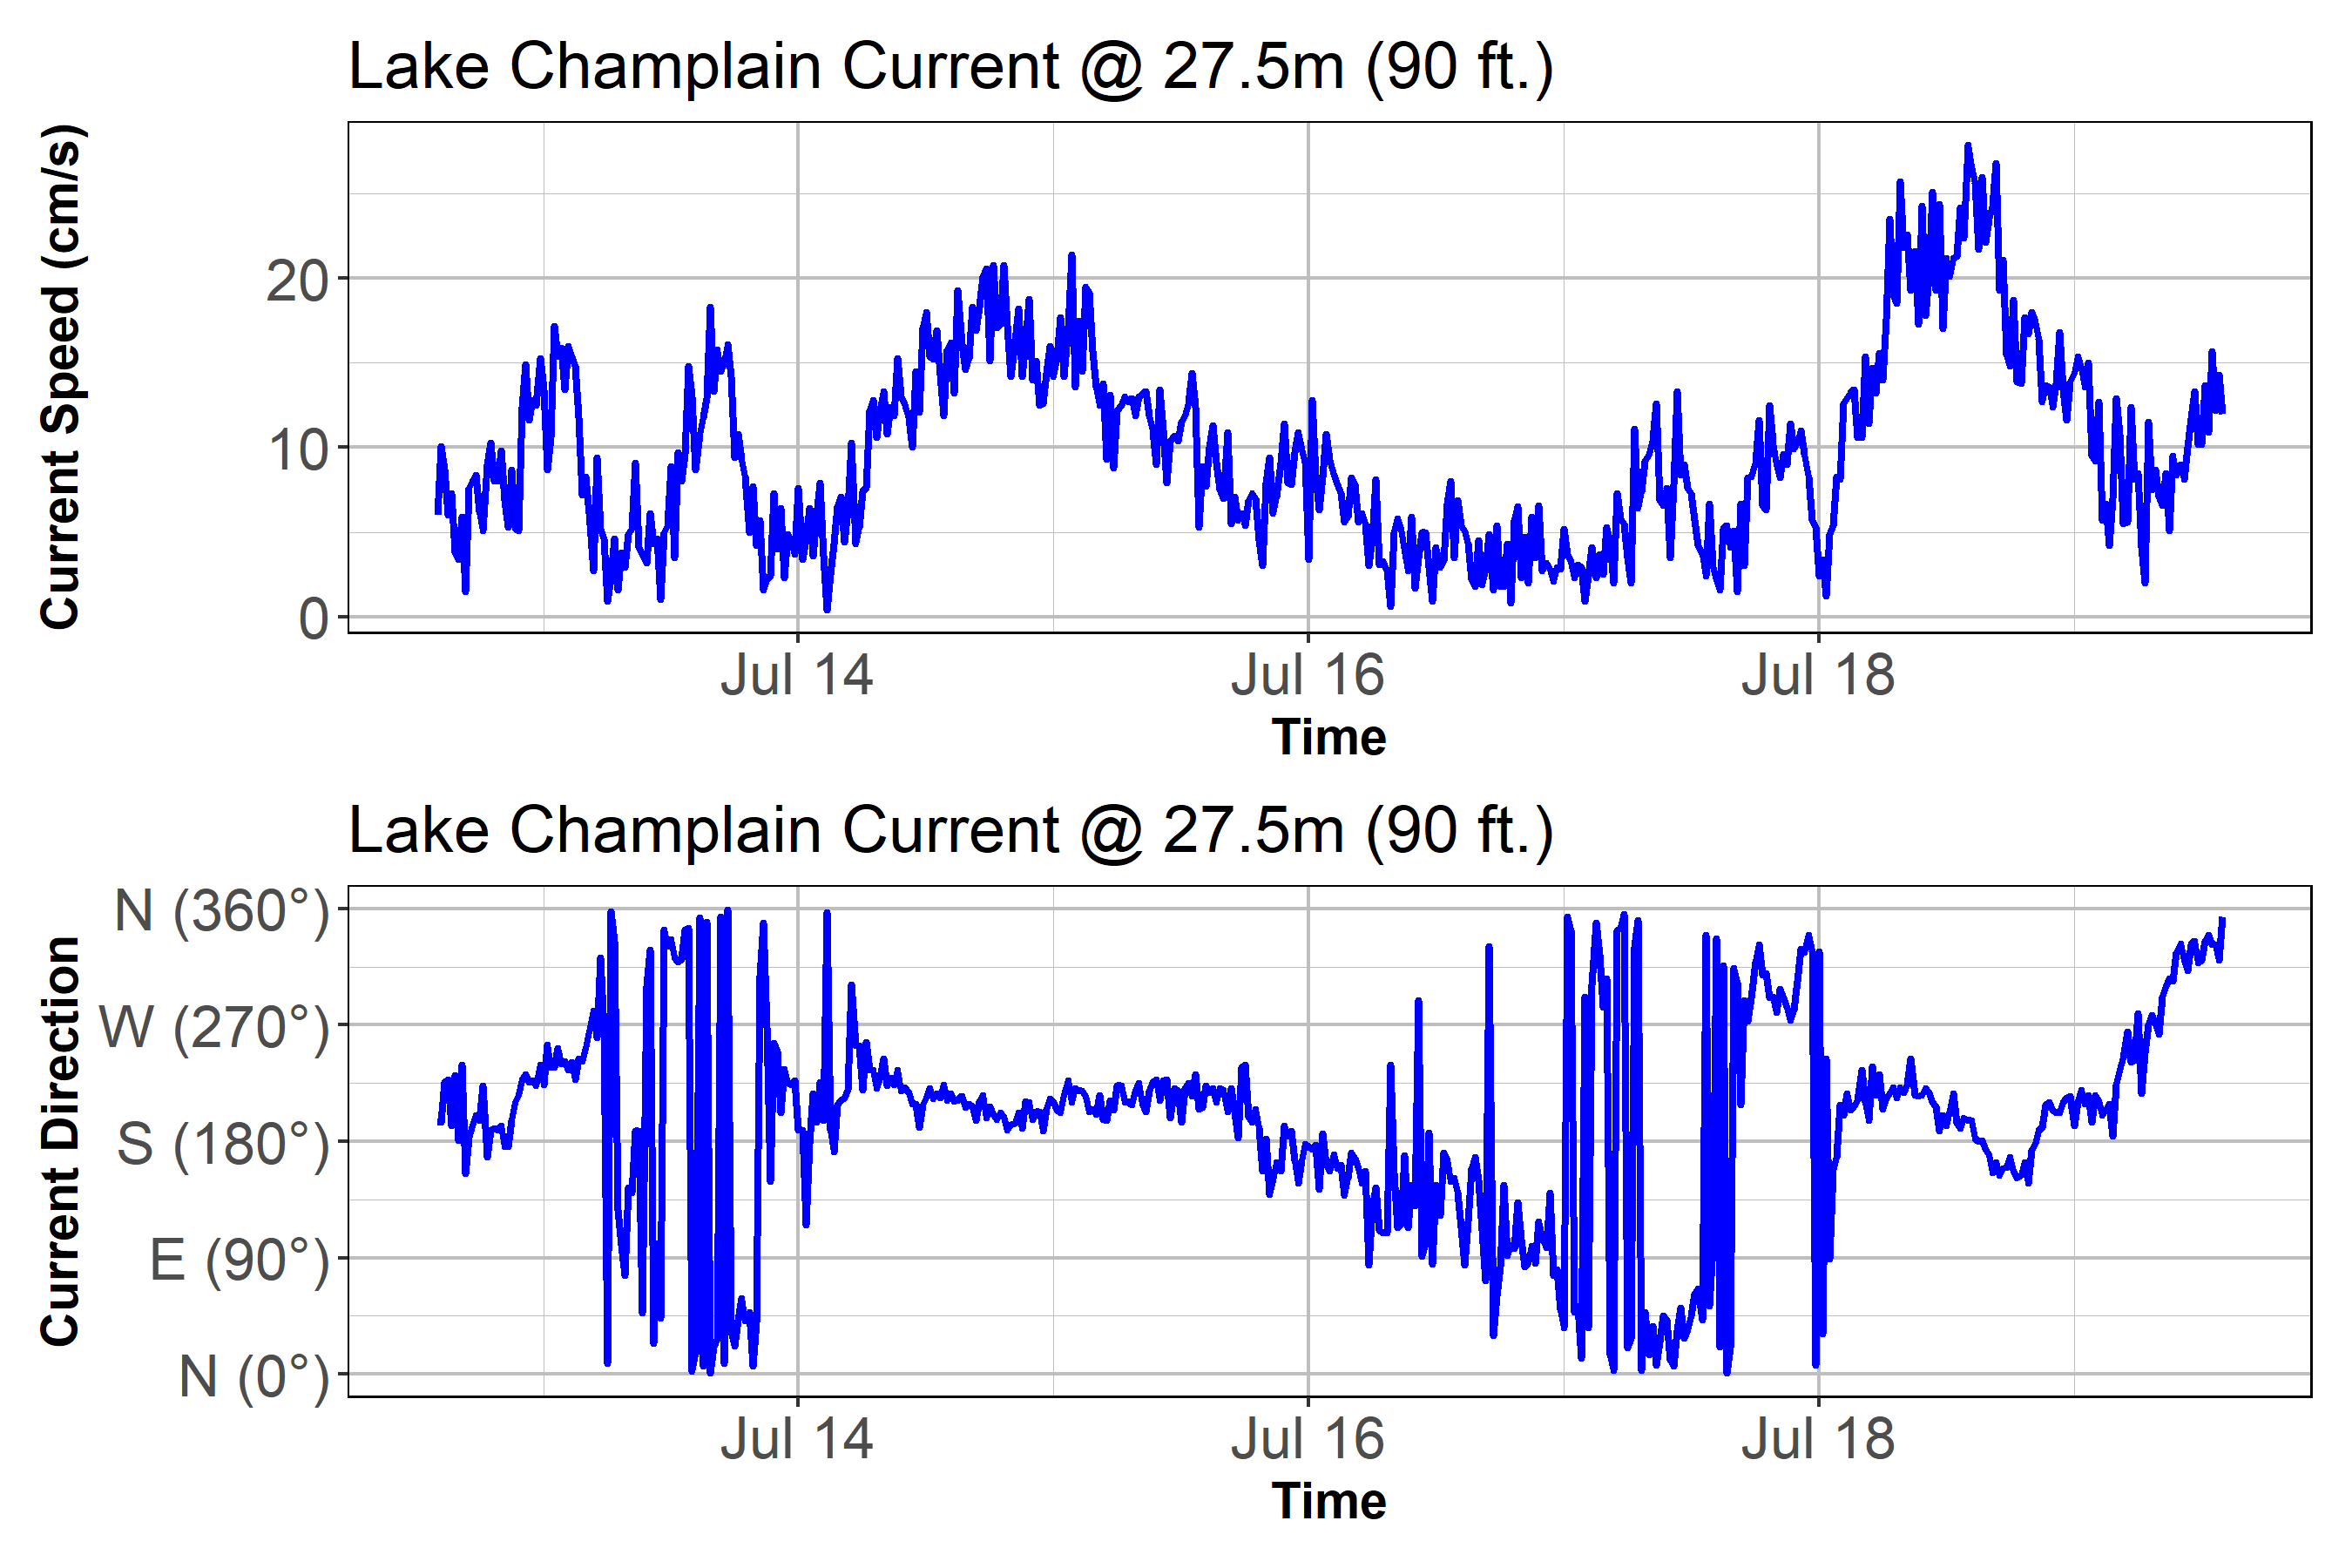 Lake Champlain Current @ 27.5m (90 ft.)
Current Speed (cm/s)
20
10
0
Jul 14 Jul 16 Jul 18
Time
Lake Champlain Current @ 27.5m (90 ft.)
Current Direction
N (360°)
W (270°)
S (180°)
E (90°)
N (0°)
Jul 14 Jul 16 Jul 18
Time